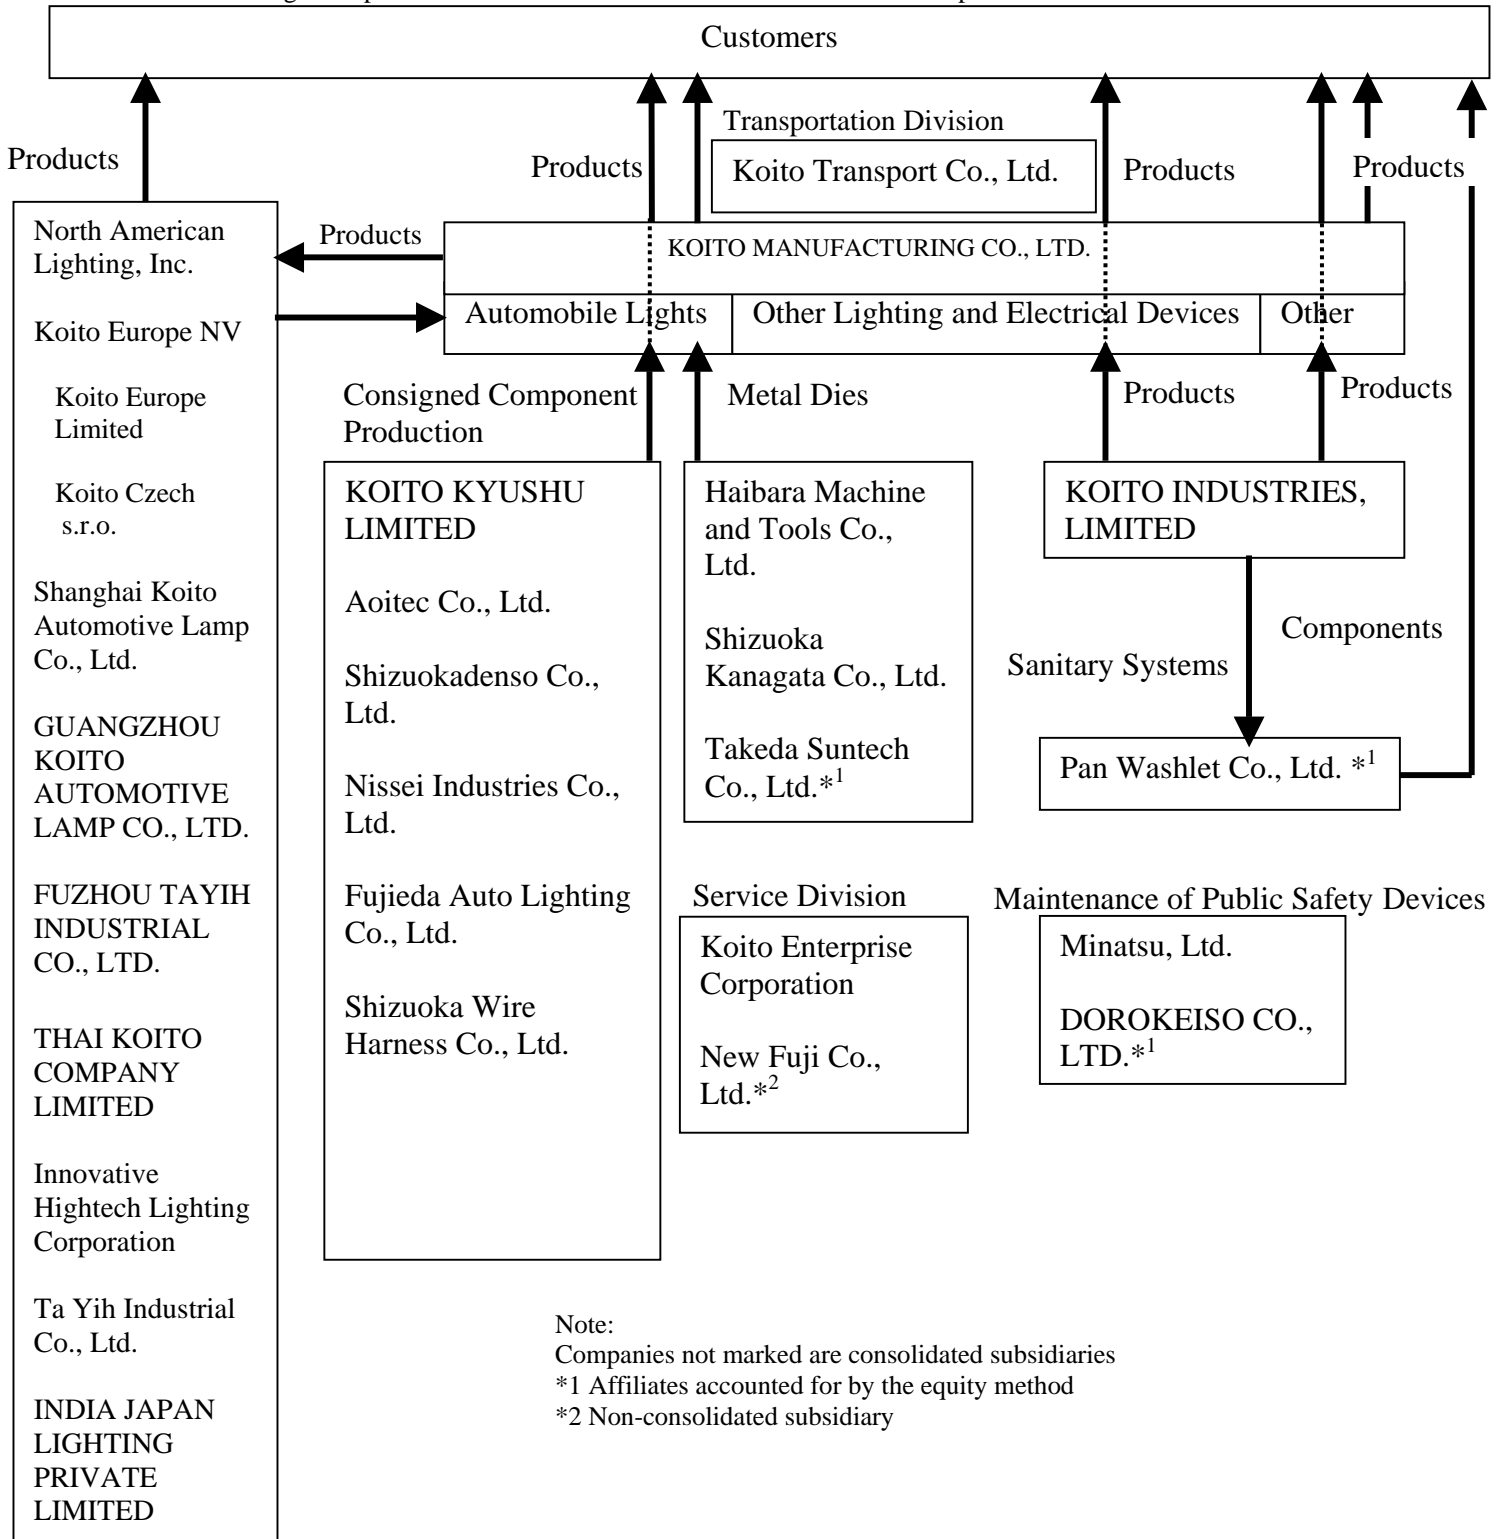 Customers
Transportation Division
Products
Products
Koito Transport Co., Ltd.
Products
Products
North American
Lighting, Inc.
Koito Europe NV
Koito Europe
Limited
Koito Czech
s.r.o.
Shanghai Koito
Automotive Lamp
Co., Ltd.
GUANGZHOU
KOITO
AUTOMOTIVE
LAMP CO., LTD.
FUZHOU TAYIH
INDUSTRIAL
CO., LTD.
THAI KOITO
COMPANY
LIMITED
Innovative
Hightech Lighting
Corporation
Ta Yih Industrial
Co., Ltd.
INDIA JAPAN
LIGHTING
PRIVATE
LIMITED
Products
KOITO MANUFACTURING CO., LTD.
Automobile Lights
Other Lighting and Electrical Devices
Other
Consigned Component
Production
Metal Dies
Products
Products
KOITO KYUSHU
LIMITED
Aoitec Co., Ltd.
Shizuokadenso Co.,
Ltd.
Nissei Industries Co.,
Ltd.
Fujieda Auto Lighting
Co., Ltd.
Shizuoka Wire
Harness Co., Ltd.
Haibara Machine
and Tools Co.,
Ltd.
Shizuoka
Kanagata Co., Ltd.
Takeda Suntech
Co., Ltd.*1
KOITO INDUSTRIES,
LIMITED
Components
Sanitary Systems
Pan Washlet Co., Ltd. *1
Service Division
Koito Enterprise
Corporation
New Fuji Co.,
Ltd.*2
Maintenance of Public Safety Devices
Minatsu, Ltd.
DOROKEISO CO.,
LTD.*1
Note:
Companies not marked are consolidated subsidiaries
*1 Affiliates accounted for by the equity method
*2 Non-consolidated subsidiary